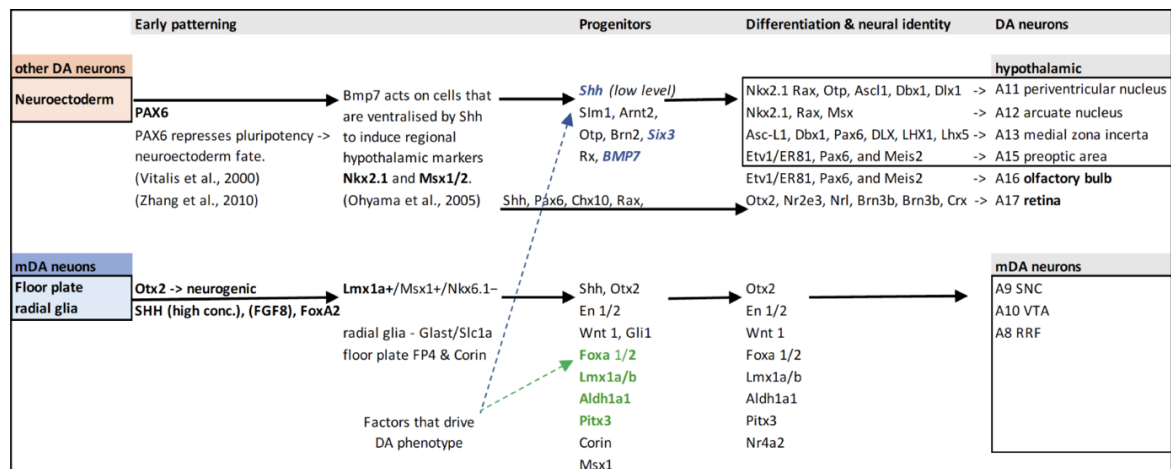 Early patterning Progenitors Differentiation & neural identity DA neurons
other DA neurons hypothalamic
Neuroectoderm
PAX6
PAX6 represses pluripotency ->
neuroectoderm fate.
(Vitalis et al., 2000)
(Zhang et al., 2010)
Bmp7 acts on cells that
are ventralised by Shh
to induce regional
hypothalamic markers
Nkx2.1 and Msx1/2.
(Ohyama et al., 2005)
Shh (low level)
Slm1, Arnt2,
Otp, Brn2, Six3
Rx, BMP7
Nkx2.1 Rax, Otp, Ascl1, Dbx1, Dlx1 -> A11 periventricular nucleus
Nkx2.1, Rax, Msx -> A12 arcuate nucleus
Asc-L1, Dbx1, Pax6, DLX, LHX1, Lhx5 -> A13 medial zona incerta
Etv1/ER81, Pax6, and Meis2 -> A15 preoptic area
Etv1/ER81, Pax6, and Meis2 -> A16 olfactory bulb
Shh, Pax6, Chx10, Rax, Otx2, Nr2e3, Nrl, Brn3b, Brn3b, Crx -> A17 retina
mDA neuons mDA neurons
Floor plate
radial glia
Otx2 -> neurogenic
SHH (high conc.), (FGF8), FoxA2
Lmx1a+/Msx1+/Nkx6.1−
radial glia - Glast/Slc1a
floor plate FP4 & Corin
Factors that drive
DA phenotype
Shh, Otx2
En 1/2
Wnt 1, Gli1
Foxa 1/2
Lmx1a/b
Aldh1a1
Pitx3
Corin
Msx1
Otx2
En 1/2
Wnt 1
Foxa 1/2
Lmx1a/b
Aldh1a1
Pitx3
Nr4a2
A9 SNC
A10 VTA
A8 RRF